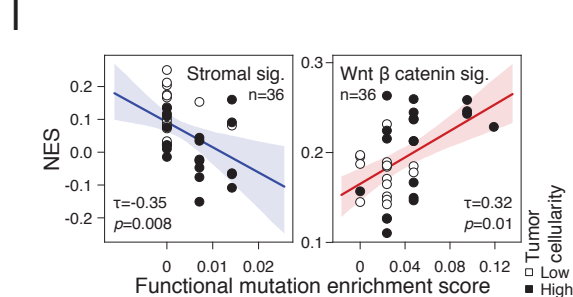 I
Stromal sig.
n=36
τ=-0.35
p=0.008
NES
0.2
0.1
0.0
-0.1
-0.2
0
0.01
0.02
Wnt β catenin sig.
n=36
τ=0.32
p=0.01
0.3
0.2
0.1
0
0.04
0.08
0.12
Functional mutation enrichment score
Tumor
cellularity
Low
High